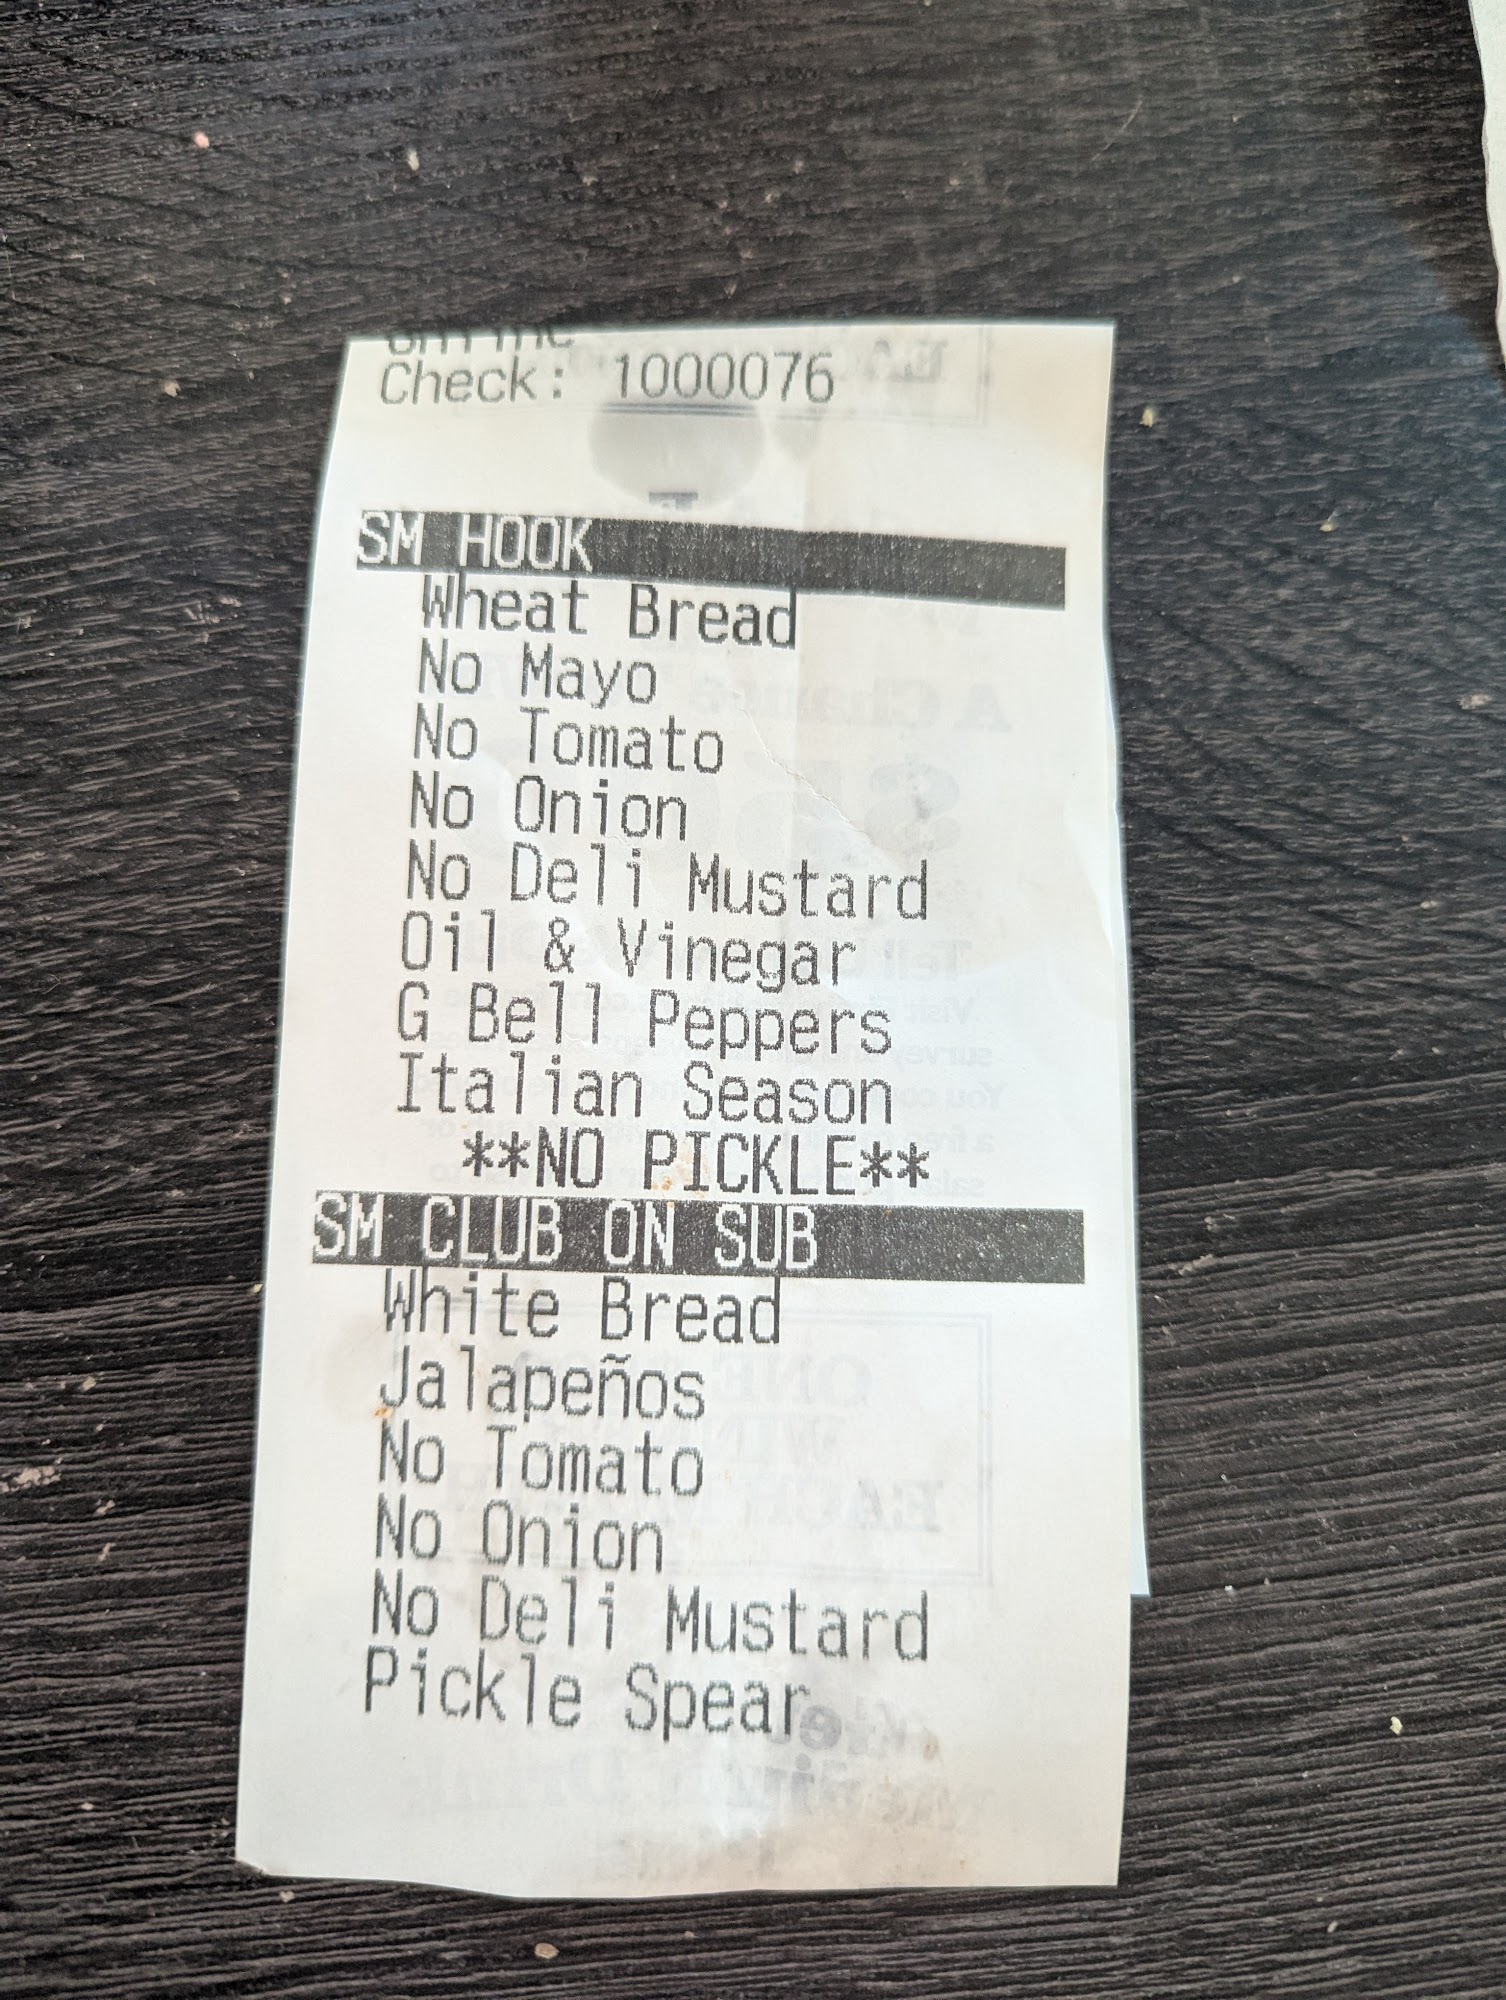 Online
Check: 1000076
SM HOOK
Wheat Bread
No Mayo
No Tomato
No Onion
No Deli Mustard
Oil & Vinegar
G Bell Peppers
Italian Season
**NO PICKLE**
SM CLUB ON SUB
White Bread
Jalapeños
No Tomato
No Onion
No Deli Mustard
Pickle Spear